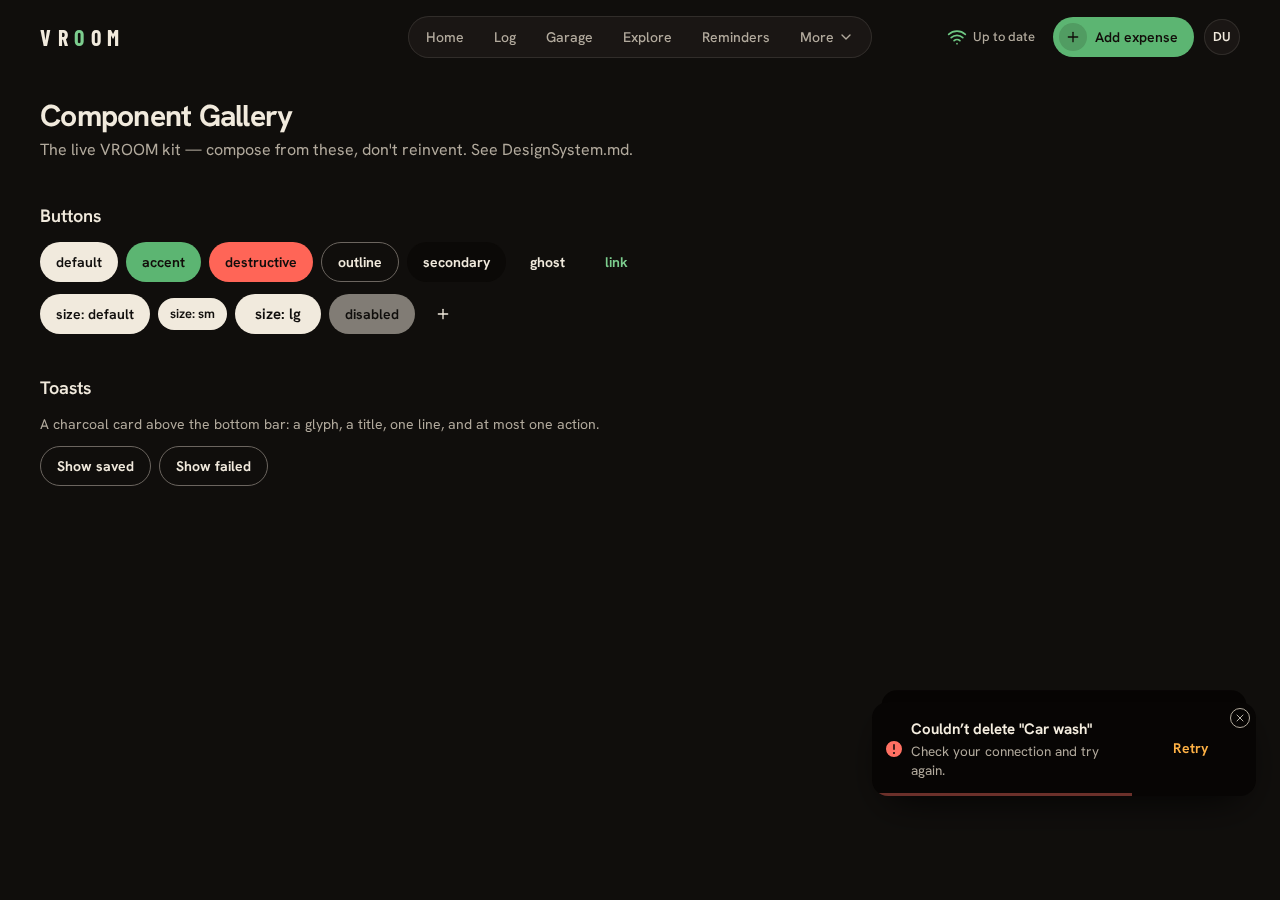 VROOM
Home Log Garage Explore Reminders More
Up to date
Add expense
DU
Component Gallery
The live VROOM kit — compose from these, don't reinvent. See DesignSystem.md.
Buttons
default accent destructive outline secondary ghost link
size: default size: sm size: lg disabled
Toasts
A charcoal card above the bottom bar: a glyph, a title, one line, and at most one action.
Show saved Show failed
Couldn’t delete "Car wash"
Check your connection and try
again.
Retry